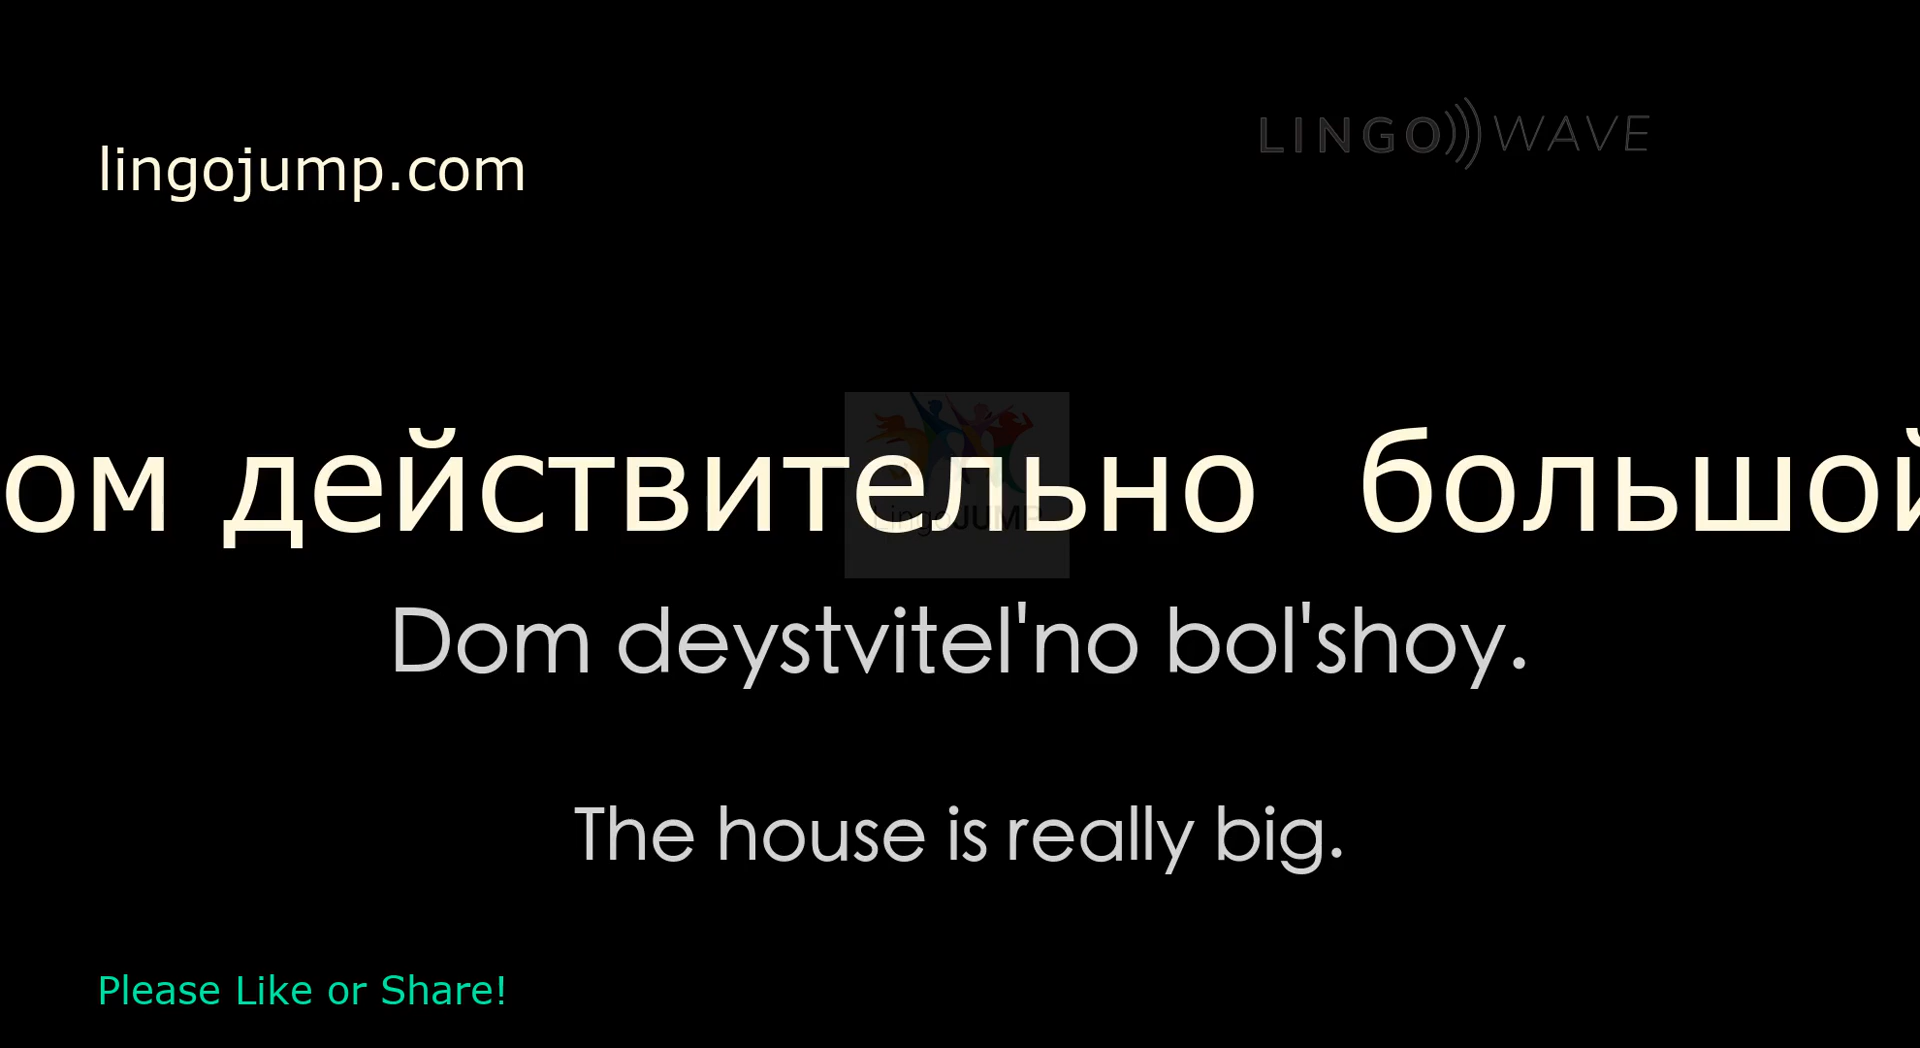 LINGO WAVE
lingojump.com
ом действительно большой
LingoJUMP
Dom deystvitel'no bol'shoy.
The house is really big.
Please Like or Share!